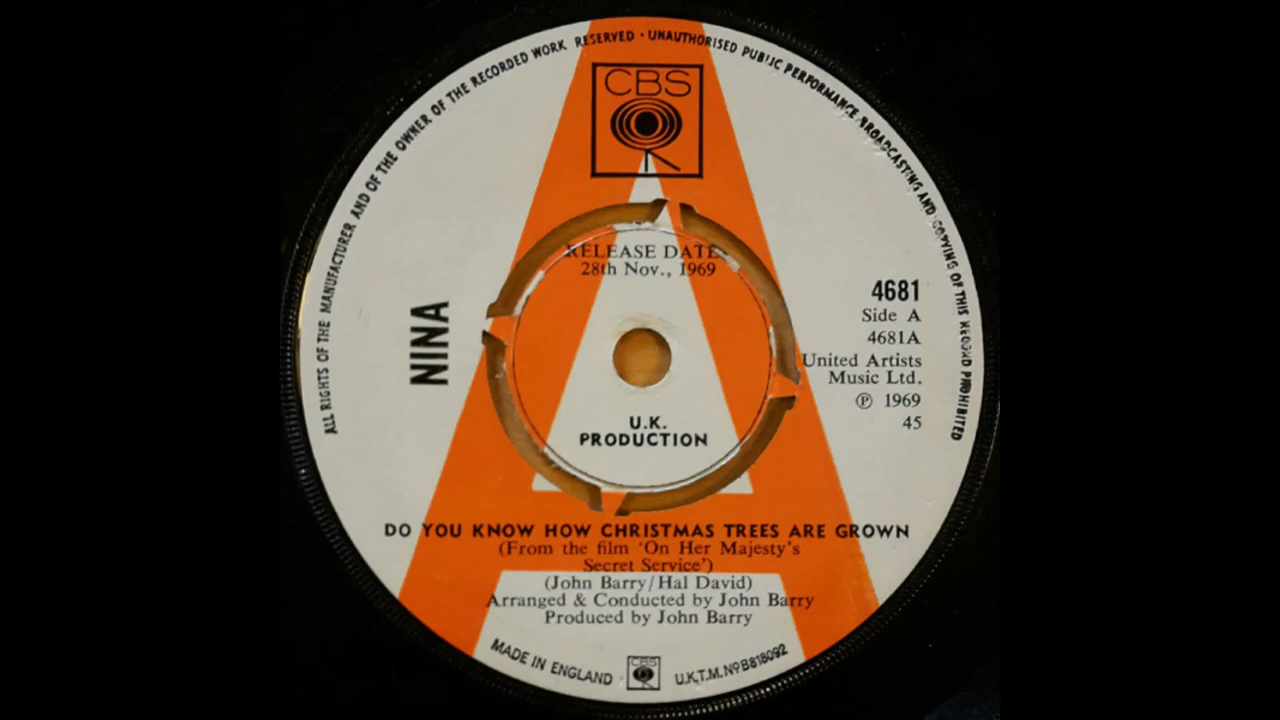 ALL RIGHTS OF THE MANUFACTURER AND OF THE OWNER OF THE RECORDED WORK RESERVED · UNAUTHORISED PUBLIC PERFORMANCE BROADCASTING AND COPYING OF THIS RECORD PROHIBITED
CBS
RELEASE DATE
28th Nov., 1969
NINA
4681
Side A
4681A
United Artists
Music Ltd.
Ⓟ 1969
45
U.K.
PRODUCTION
A
DO YOU KNOW HOW CHRISTMAS TREES ARE GROWN
(From the film 'On Her Majesty's
Secret Service')
(John Barry/Hal David)
Arranged & Conducted by John Barry
Produced by John Barry
MADE IN ENGLAND
CBS
U.K.T.M. Nº B818092